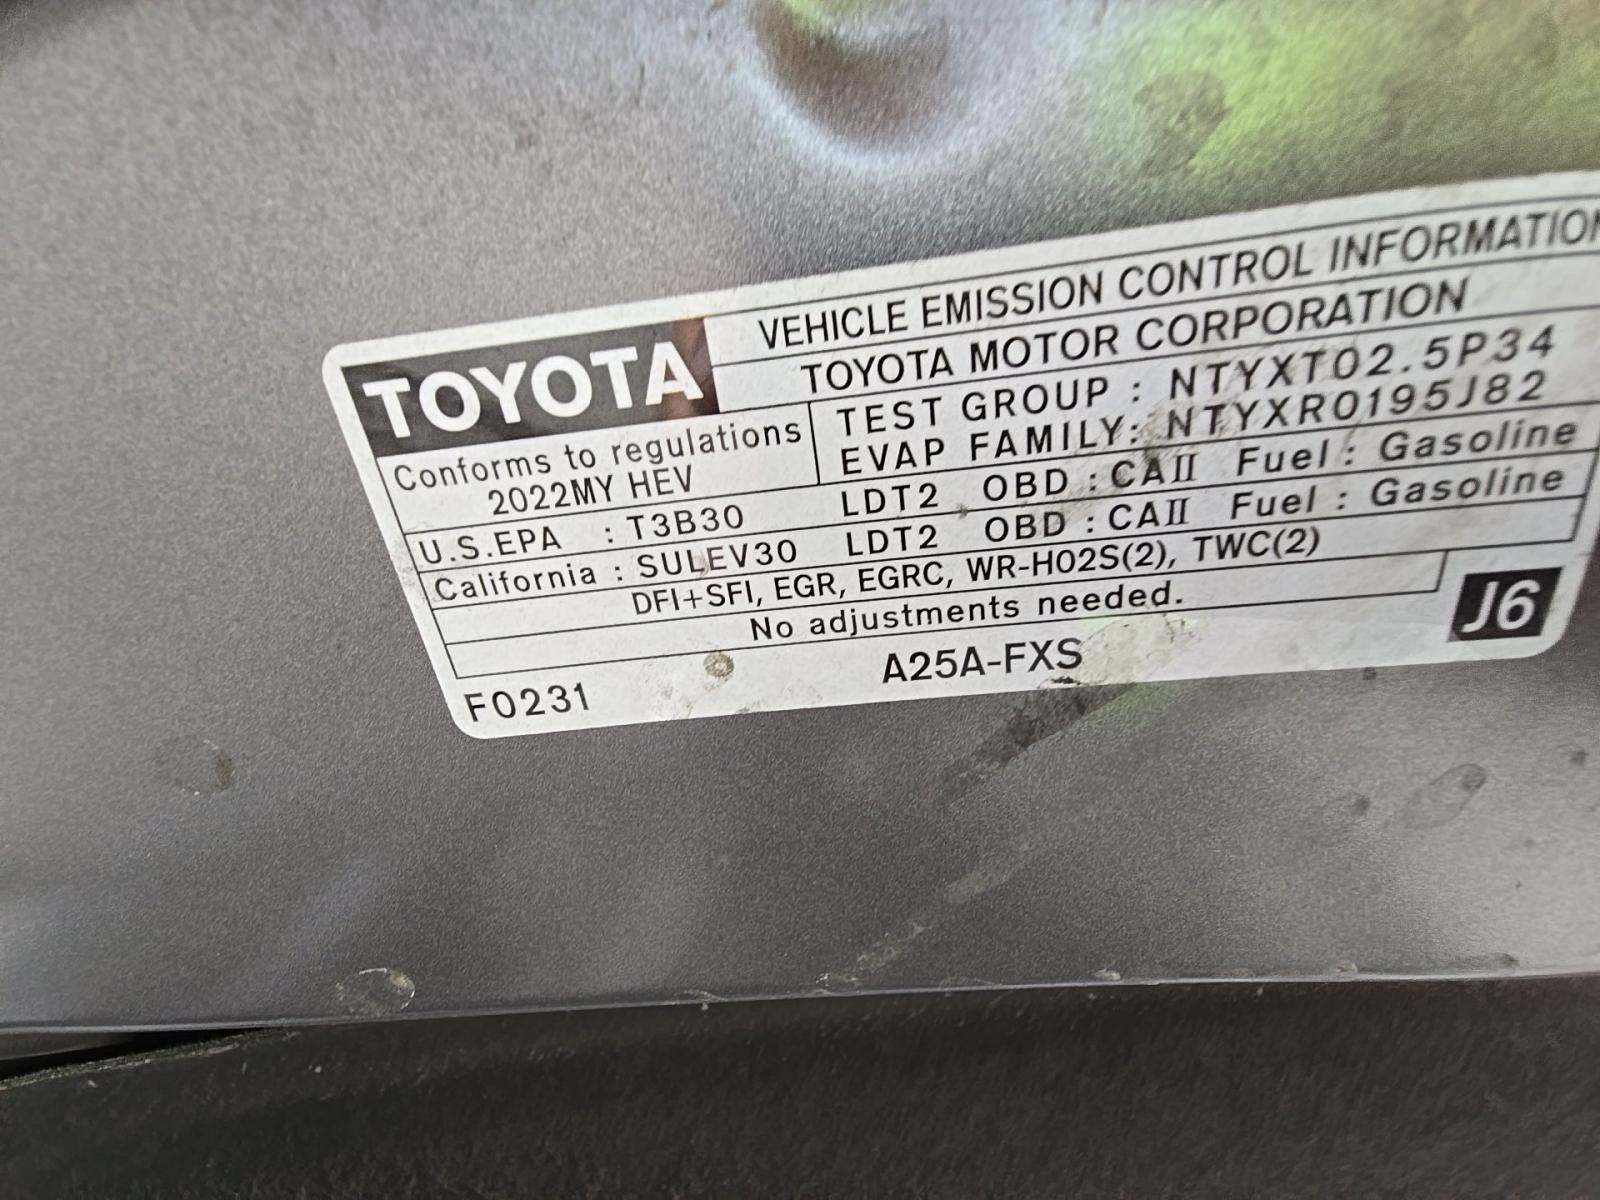 VEHICLE EMISSION CONTROL INFORMATION
TOYOTA
TOYOTA MOTOR CORPORATION
Conforms to regulations
2022MY HEV
TEST GROUP : NTYXT02.5P34
EVAP FAMILY: NTYXR0195J82
U.S.EPA : T3B30 LDT2 OBD : CAII Fuel : Gasoline
California : SULEV30 LDT2 OBD : CAII Fuel : Gasoline
DFI+SFI, EGR, EGRC, WR-HO2S(2), TWC(2)
No adjustments needed.
J6
F0231 A25A-FXS